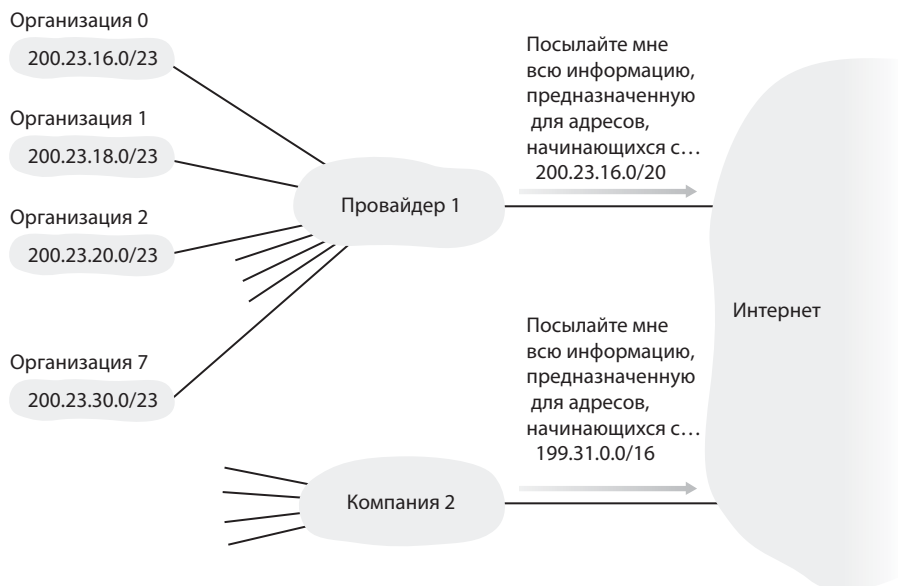 Организация 0
200.23.16.0/23
Организация 1
200.23.18.0/23
Организация 2
200.23.20.0/23
Организация 7
200.23.30.0/23
Провайдер 1
Посылайте мне
всю информацию,
предназначенную
для адресов,
начинающихся с…
200.23.16.0/20
Интернет
Посылайте мне
всю информацию,
предназначенную
для адресов,
начинающихся с…
199.31.0.0/16
Компания 2